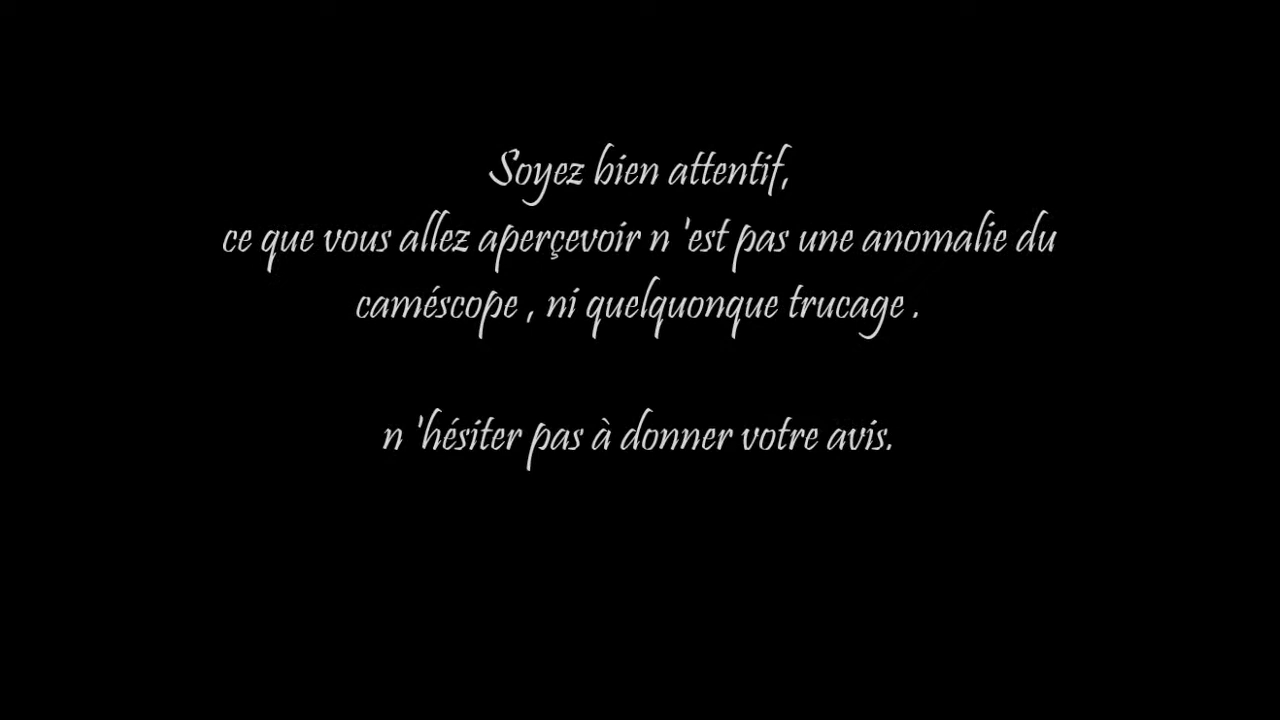 Soyez bien attentif,
ce que vous allez aperçevoir n 'est pas une anomalie du
caméscope , ni quelquonque trucage .
n 'hésiter pas à donner votre avis.